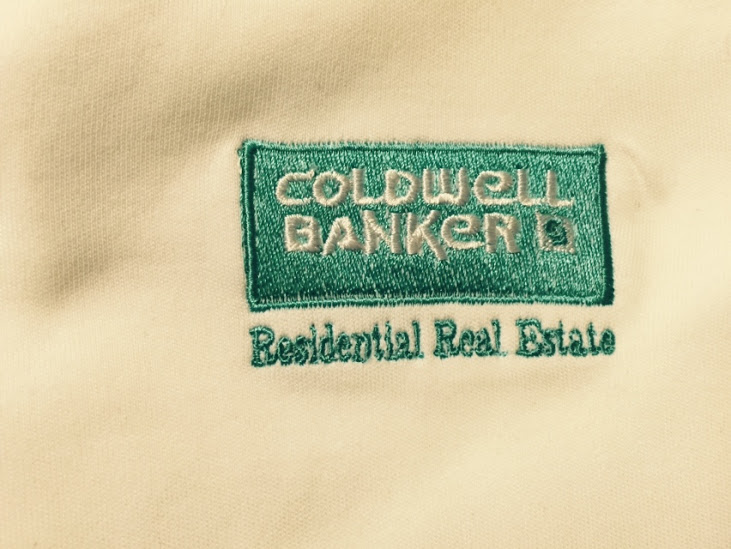 COLDWELL
BANKER
Residential Real Estate